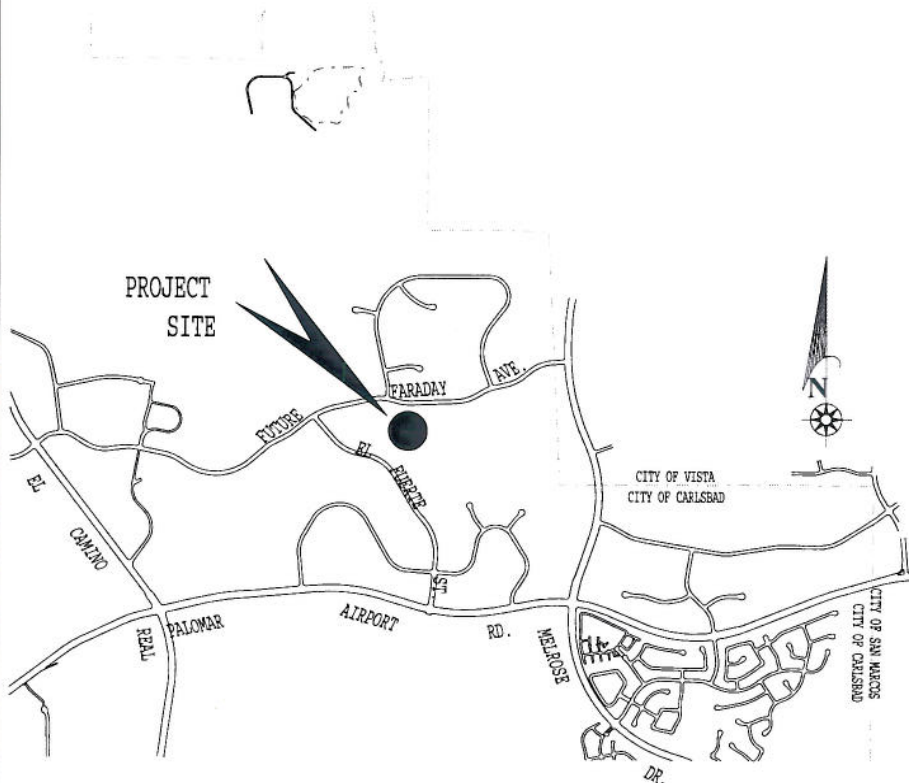 PROJECT
SITE
N
FUTURE FARADAY AVE.
EL FUERTE ST.
CITY OF VISTA
CITY OF CARLSBAD
EL CAMINO REAL
PALOMAR AIRPORT RD.
MELROSE DR.
CITY OF SAN MARCOS
CITY OF CARLSBAD